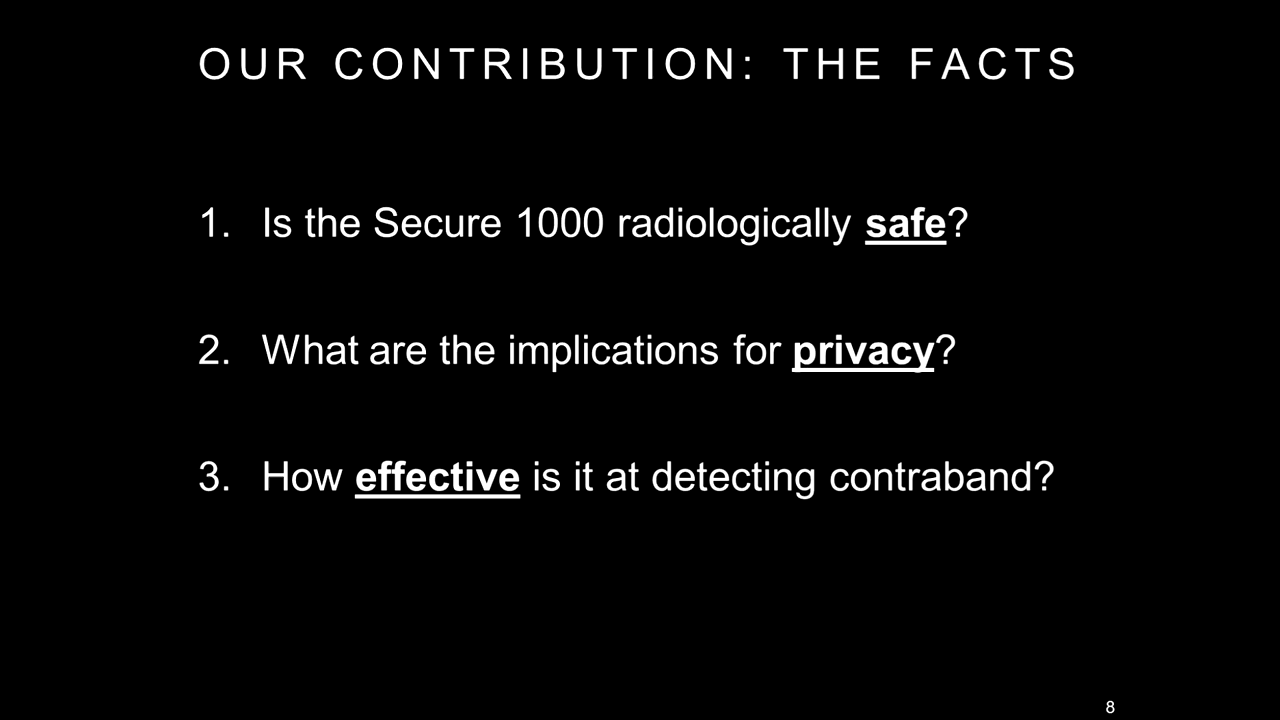 OUR CONTRIBUTION: THE FACTS
1. Is the Secure 1000 radiologically safe?
2. What are the implications for privacy?
3. How effective is it at detecting contraband?
8